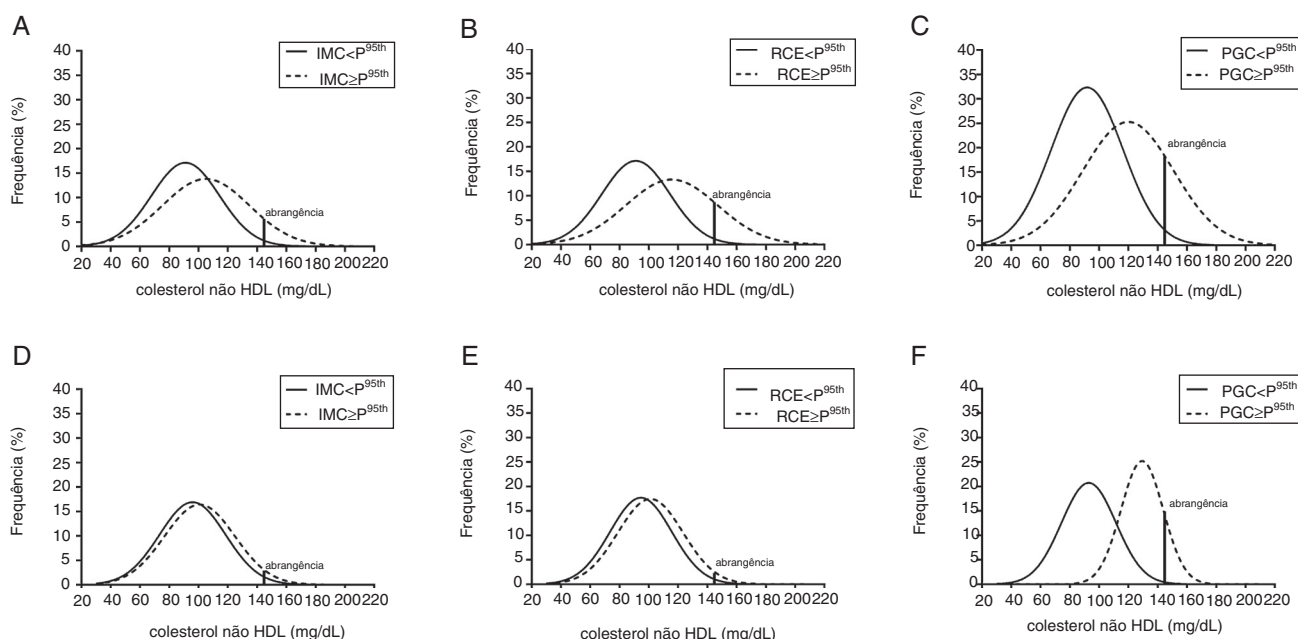 A
IMC<P95th
IMC≥P95th
Frequência (%)
40
35
30
25
20
15
10
5
0
abrangência
20 40 60 80 100 120 140 160 180 200 220
colesterol não HDL (mg/dL)
B
RCE<P95th
RCE≥P95th
Frequência (%)
40
35
30
25
20
15
10
5
0
abrangência
20 40 60 80 100 120 140 160 180 200 220
colesterol não HDL (mg/dL)
C
PGC<P95th
PGC≥P95th
Frequência (%)
40
35
30
25
20
15
10
5
0
abrangência
20 40 60 80 100 120 140 160 180 200 220
colesterol não HDL (mg/dL)
D
IMC<P95th
IMC≥P95th
Frequência (%)
40
35
30
25
20
15
10
5
0
abrangência
20 40 60 80 100 120 140 160 180 200 220
colesterol não HDL (mg/dL)
E
RCE<P95th
RCE≥P95th
Frequência (%)
40
35
30
25
20
15
10
5
0
abrangência
20 40 60 80 100 120 140 160 180 200 220
colesterol não HDL (mg/dL)
F
PGC<P95th
PGC≥P95th
Frequência (%)
40
35
30
25
20
15
10
5
0
abrangência
20 40 60 80 100 120 140 160 180 200 220
colesterol não HDL (mg/dL)